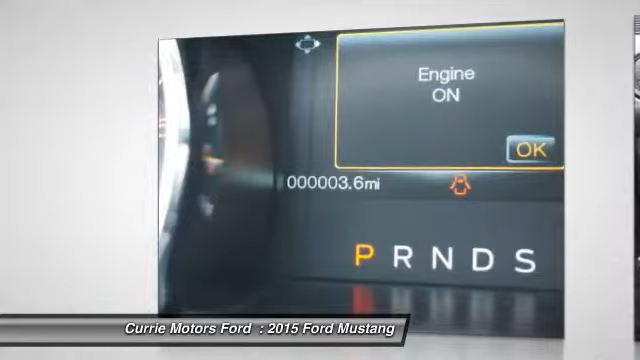 Engine
ON
OK
000003.6mi
P R N D S
Currie Motors Ford : 2015 Ford Mustang